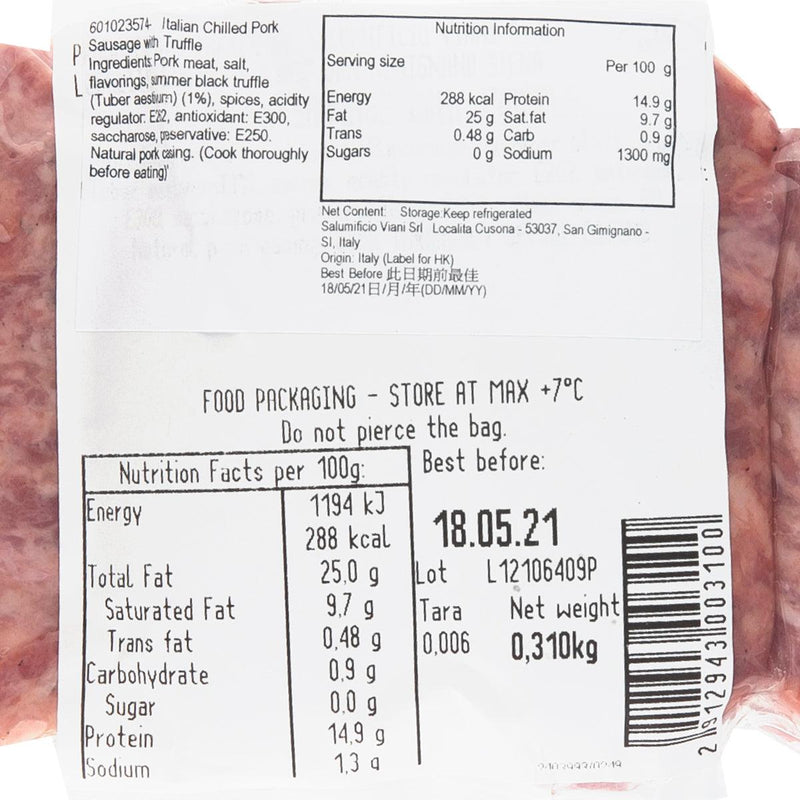 601023574 Italian Chilled Pork
Sausage with Truffle
Ingredients: Pork meat, salt,
flavorings, summer black truffle
(Tuber aestivum) (1%), spices, acidity
regulator: E262, antioxidant: E300,
saccharose, preservative: E250.
Natural pork casing. (Cook thoroughly
before eating)'
Nutrition Information
Serving size Per 100 g
Energy 288 kcal Protein 14.9 g
Fat 25 g Sat.fat 9.7 g
Trans 0.48 g Carb 0.9 g
Sugars 0 g Sodium 1300 mg
Net Content: Storage:Keep refrigerated
Salumificio Viani Srl Localita Cusona - 53037, San Gimignano -
SI, Italy
Origin: Italy (Label for HK)
Best Before 此日期前最佳
18/05/21日/月/年(DD/MM/YY)
FOOD PACKAGING - STORE AT MAX +7°C
Do not pierce the bag.
Nutrition Facts per 100g:
Energy 1194 kJ
288 kcal
Total Fat 25,0 g
Saturated Fat 9,7 g
Trans fat 0,48 g
Carbohydrate 0,9 g
Sugar 0,0 g
Protein 14,9 g
Sodium 1,3 g
Best before:
18.05.21
Lot L12106409P
Tara Net weight
0,006 0,310kg
2 912943 003100